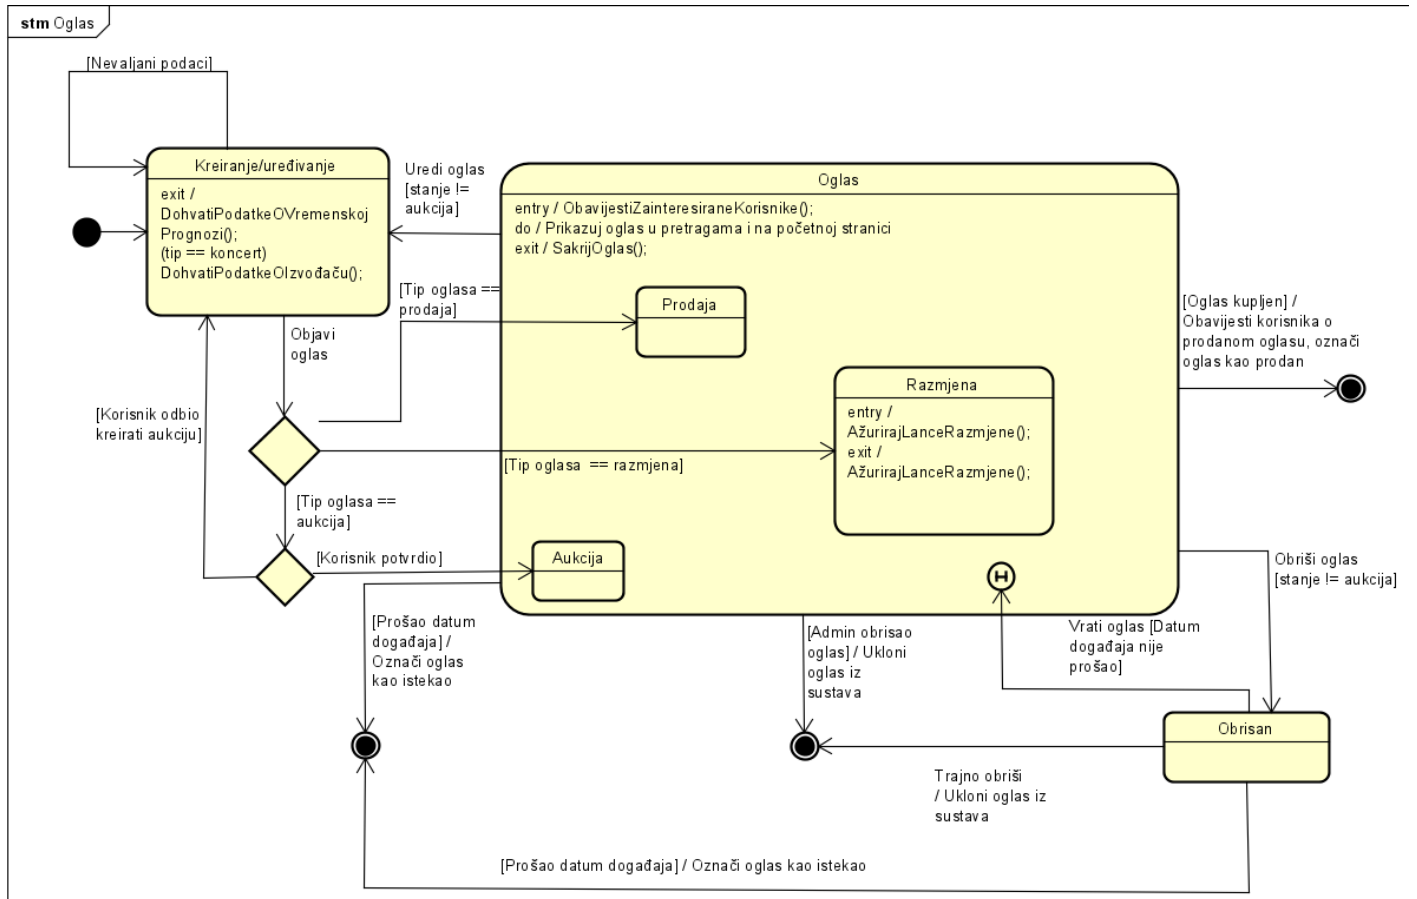 stm Oglas
[Nevaljani podaci]
Kreiranje/uređivanje
exit /
DohvatiPodatkeOVremenskoj
Prognozi();
(tip == koncert)
DohvatiPodatkeOIzvođaču();
Uredi oglas
[stanje !=
aukcija]
Oglas
entry / ObavijestiZainteresiraneKorisnike();
do / Prikazuj oglas u pretragama i na početnoj stranici
exit / SakrijOglas();
[Tip oglasa ==
prodaja]
Prodaja
[Oglas kupljen] /
Obavijesti korisnika o
prodanom oglasu, označi
oglas kao prodan
Objavi
oglas
Razmjena
entry /
AžurirajLanceRazmjene();
exit /
AžurirajLanceRazmjene();
[Korisnik odbio
kreirati aukciju]
[Tip oglasa == razmjena]
[Tip oglasa ==
aukcija]
[Korisnik potvrdio]
Aukcija
H
Obriši oglas
[stanje != aukcija]
[Prošao datum
događaja] /
Označi oglas
kao istekao
[Admin obrisao
oglas] / Ukloni
oglas iz
sustava
Vrati oglas [Datum
događaja nije
prošao]
Obrisan
Trajno obriši
/ Ukloni oglas iz
sustava
[Prošao datum događaja] / Označi oglas kao istekao